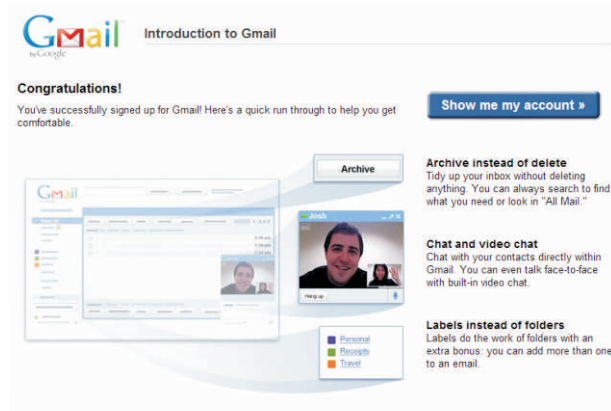 Gmail
by Google
Introduction to Gmail
Congratulations!
You've successfully signed up for Gmail! Here's a quick run through to help you get
comfortable.
Show me my account »
Archive
Archive instead of delete
Tidy up your inbox without deleting
anything. You can always search to find
what you need or look in "All Mail."
Gmail
Josh
Hang up
Chat and video chat
Chat with your contacts directly within
Gmail. You can even talk face-to-face
with built-in video chat.
Personal
Receipts
Travel
Labels instead of folders
Labels do the work of folders with an
extra bonus: you can add more than one
to an email.